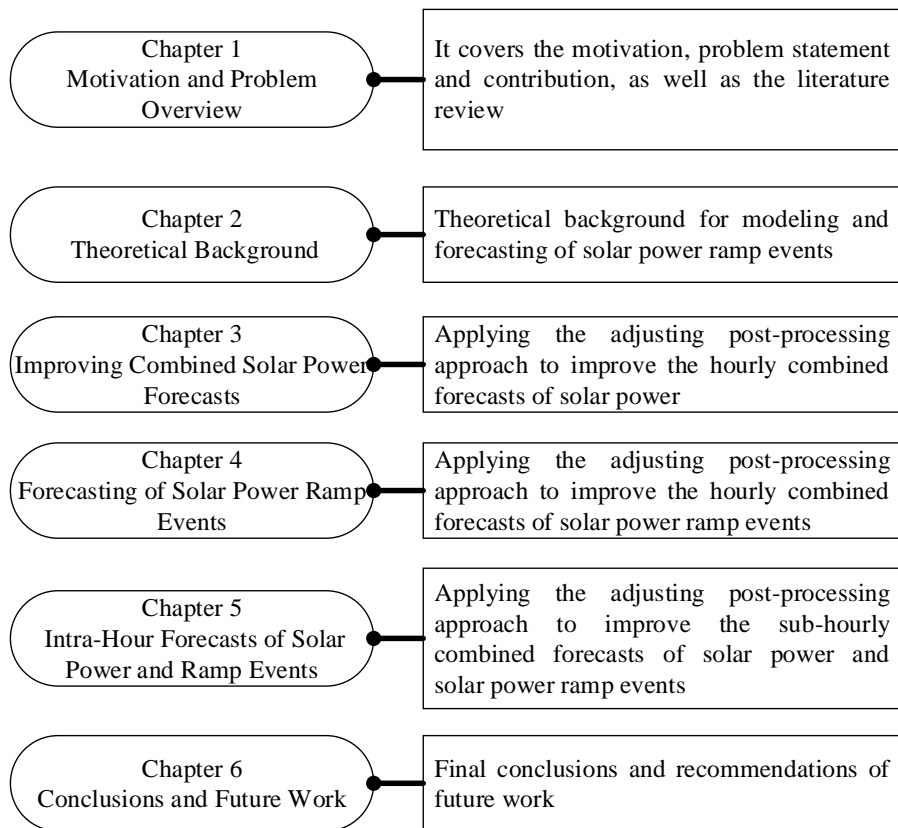 Chapter 1
Motivation and Problem
Overview
It covers the motivation, problem statement
and contribution, as well as the literature
review
Chapter 2
Theoretical Background
Theoretical background for modeling and
forecasting of solar power ramp events
Chapter 3
Improving Combined Solar Power
Forecasts
Applying the adjusting post-processing
approach to improve the hourly combined
forecasts of solar power
Chapter 4
Forecasting of Solar Power Ramp
Events
Applying the adjusting post-processing
approach to improve the hourly combined
forecasts of solar power ramp events
Chapter 5
Intra-Hour Forecasts of Solar
Power and Ramp Events
Applying the adjusting post-processing
approach to improve the sub-hourly
combined forecasts of solar power and
solar power ramp events
Chapter 6
Conclusions and Future Work
Final conclusions and recommendations of
future work